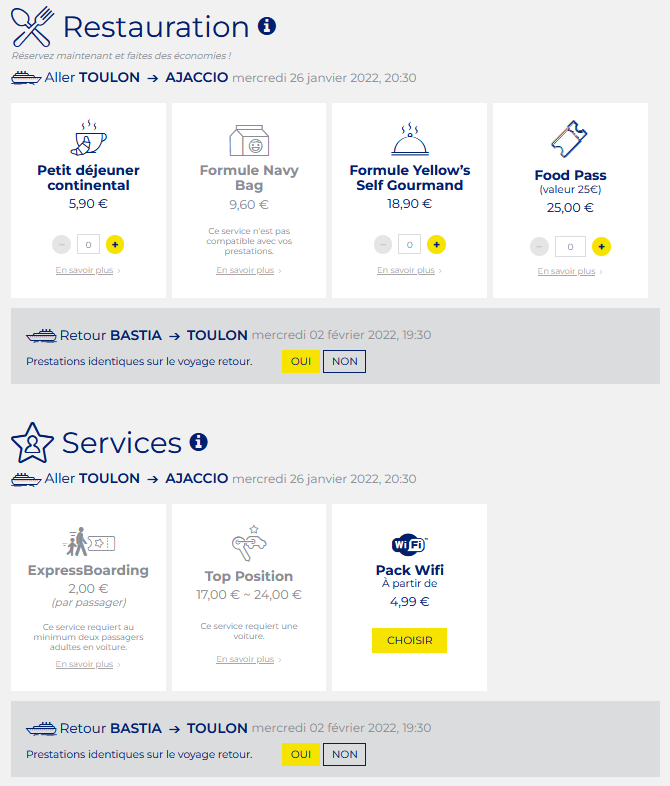 Restauration
Réservez maintenant et faites des économies !
Aller TOULON → AJACCIO mercredi 26 janvier 2022, 20:30
Petit déjeuner
continental
5,90 €
0
En savoir plus ›
Formule Navy
Bag
9,60 €
Ce service n'est pas
compatible avec vos
prestations.
En savoir plus ›
Formule Yellow's
Self Gourmand
18,90 €
0
En savoir plus ›
Food Pass
(valeur 25€)
25,00 €
0
En savoir plus ›
Retour BASTIA → TOULON mercredi 02 février 2022, 19:30
Prestations identiques sur le voyage retour. OUI NON
Services
Aller TOULON → AJACCIO mercredi 26 janvier 2022, 20:30
ExpressBoarding
2,00 €
(par passager)
Ce service requiert au
minimum deux passagers
adultes en voiture.
En savoir plus ›
Top Position
17,00 € ~ 24,00 €
Ce service requiert une
voiture.
En savoir plus ›
WiFi
Pack Wifi
À partir de
4,99 €
CHOISIR
Retour BASTIA → TOULON mercredi 02 février 2022, 19:30
Prestations identiques sur le voyage retour. OUI NON